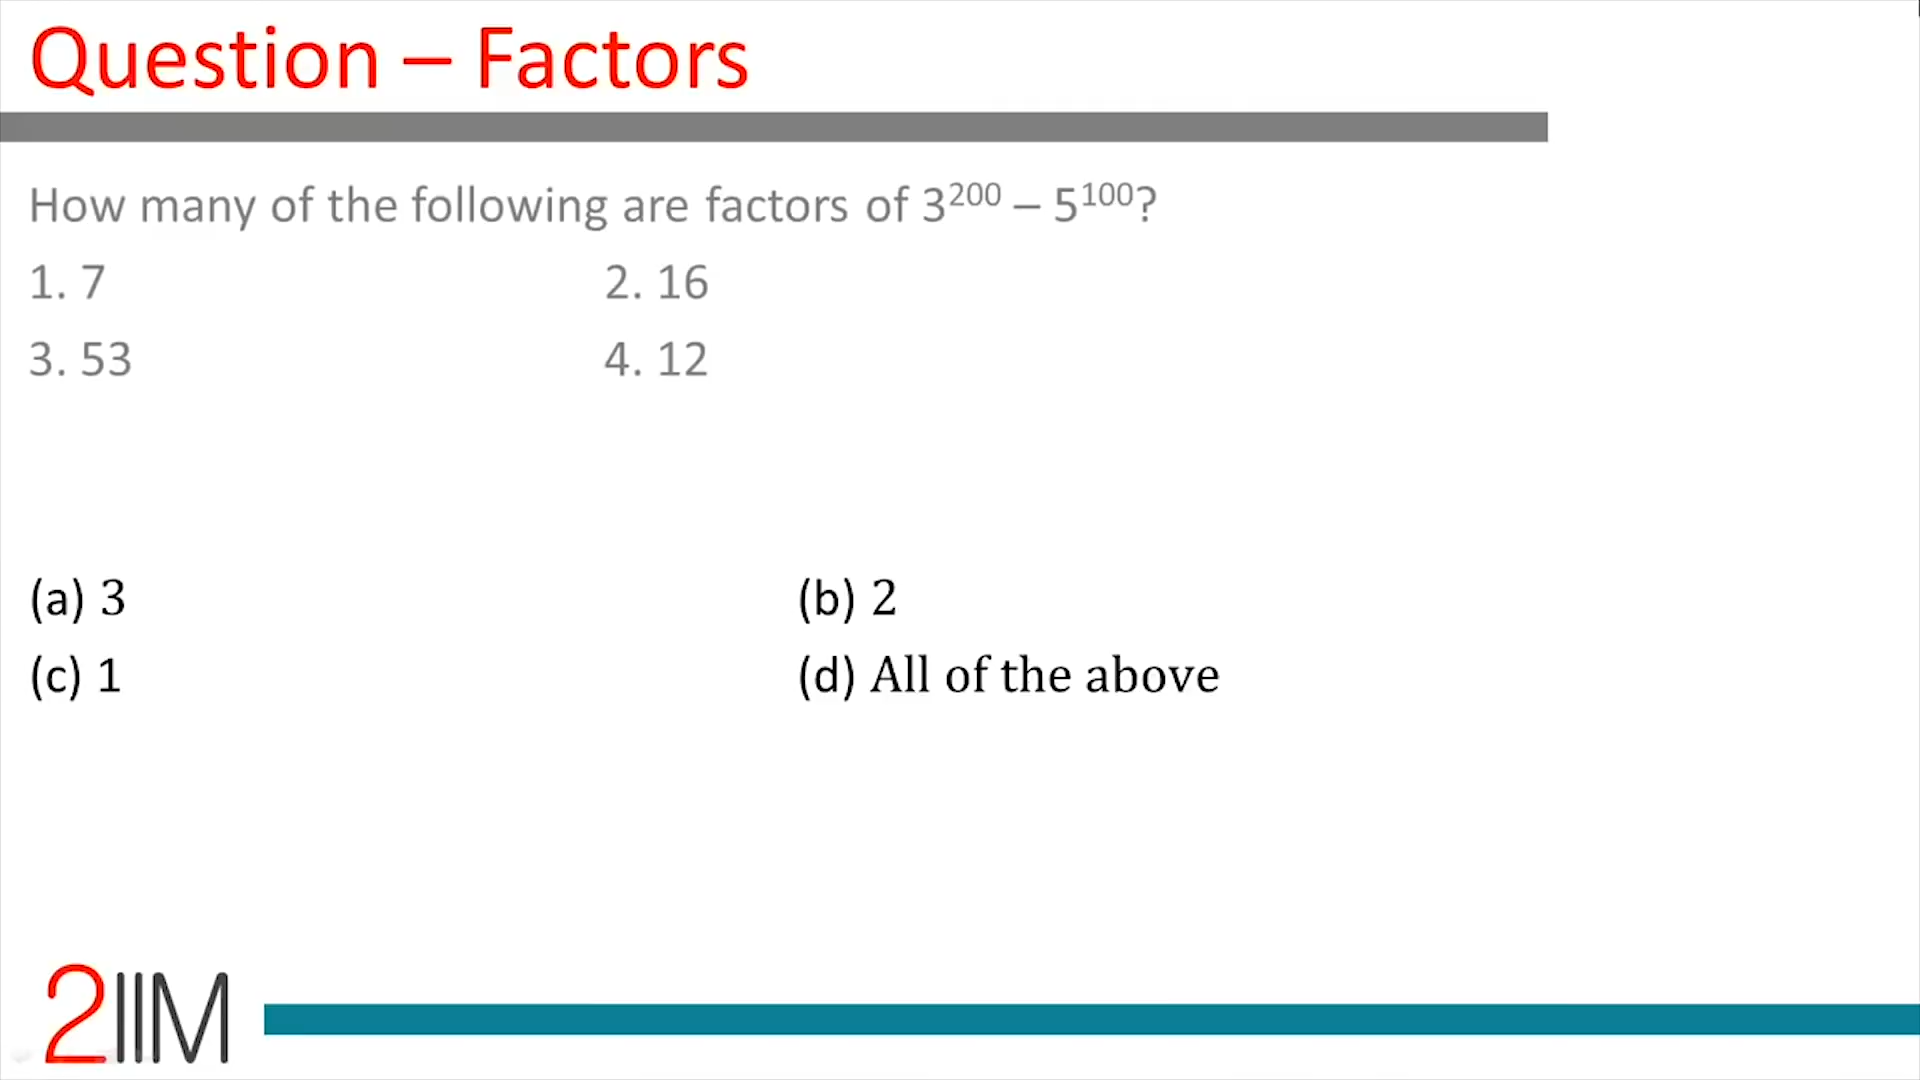 Question – Factors
How many of the following are factors of 3²⁰⁰ – 5¹⁰⁰?
1. 7 2. 16
3. 53 4. 12
(a) 3 (b) 2
(c) 1 (d) All of the above
2IIM